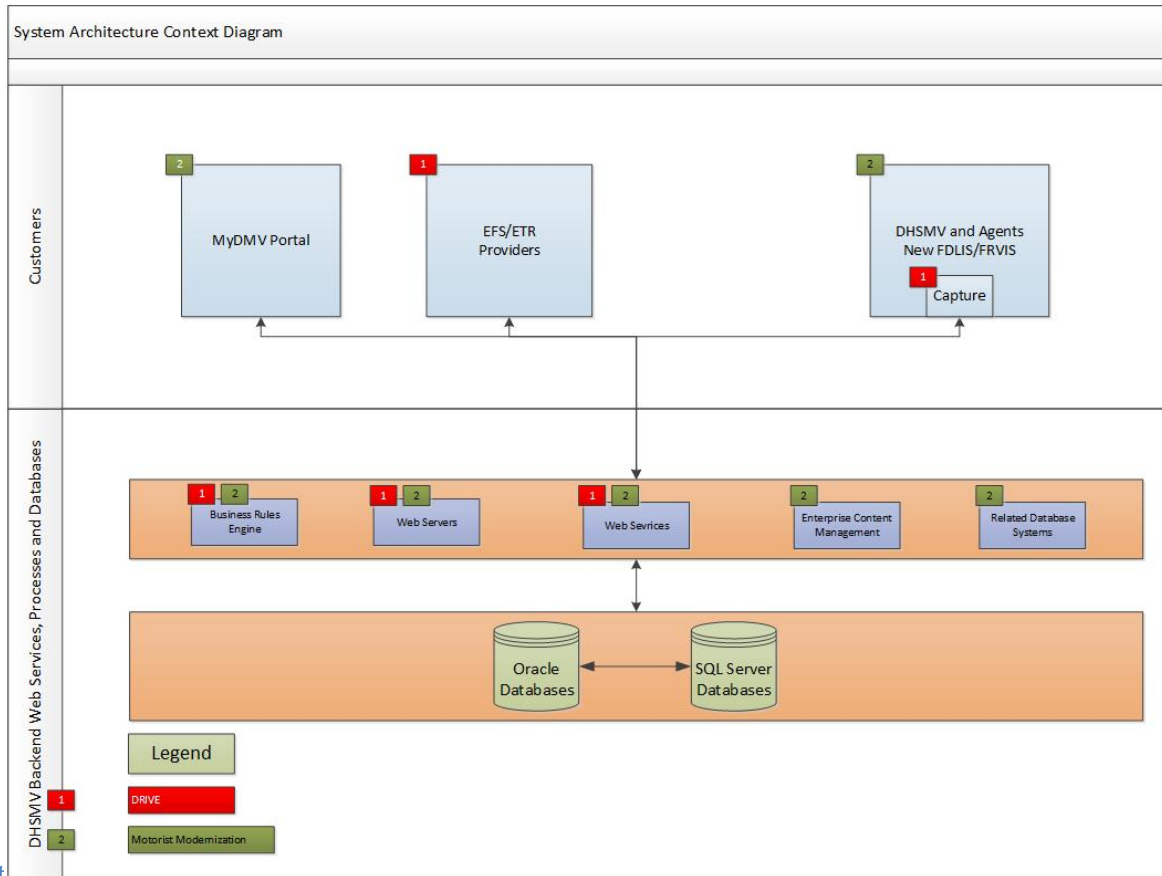 System Architecture Context Diagram
Customers
2
MyDMV Portal
1
EFS/ETR
Providers
2
DHSMV and Agents
New FDLIS/FRVIS
1
Capture
DHSMV Backend Web Services, Processes and Databases
1 2
Business Rules
Engine
1 2
Web Servers
1 2
Web Sevrices
2
Enterprise Content
Management
2
Related Database
Systems
Oracle
Databases
SQL Server
Databases
Legend
1
DRIVE
2
Motorist Modernization
t